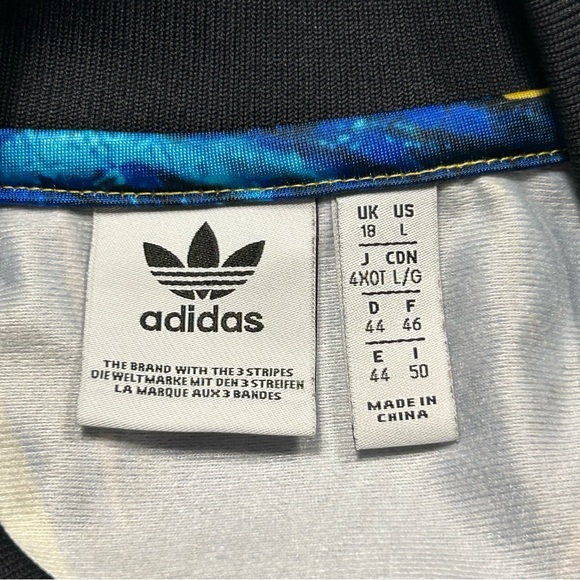 adidas
THE BRAND WITH THE 3 STRIPES
DIE WELTMARKE MIT DEN 3 STREIFEN
LA MARQUE AUX 3 BANDES
UK US
18 L
J CDN
4XOT L/G
D F
44 46
E I
44 50
MADE IN
CHINA